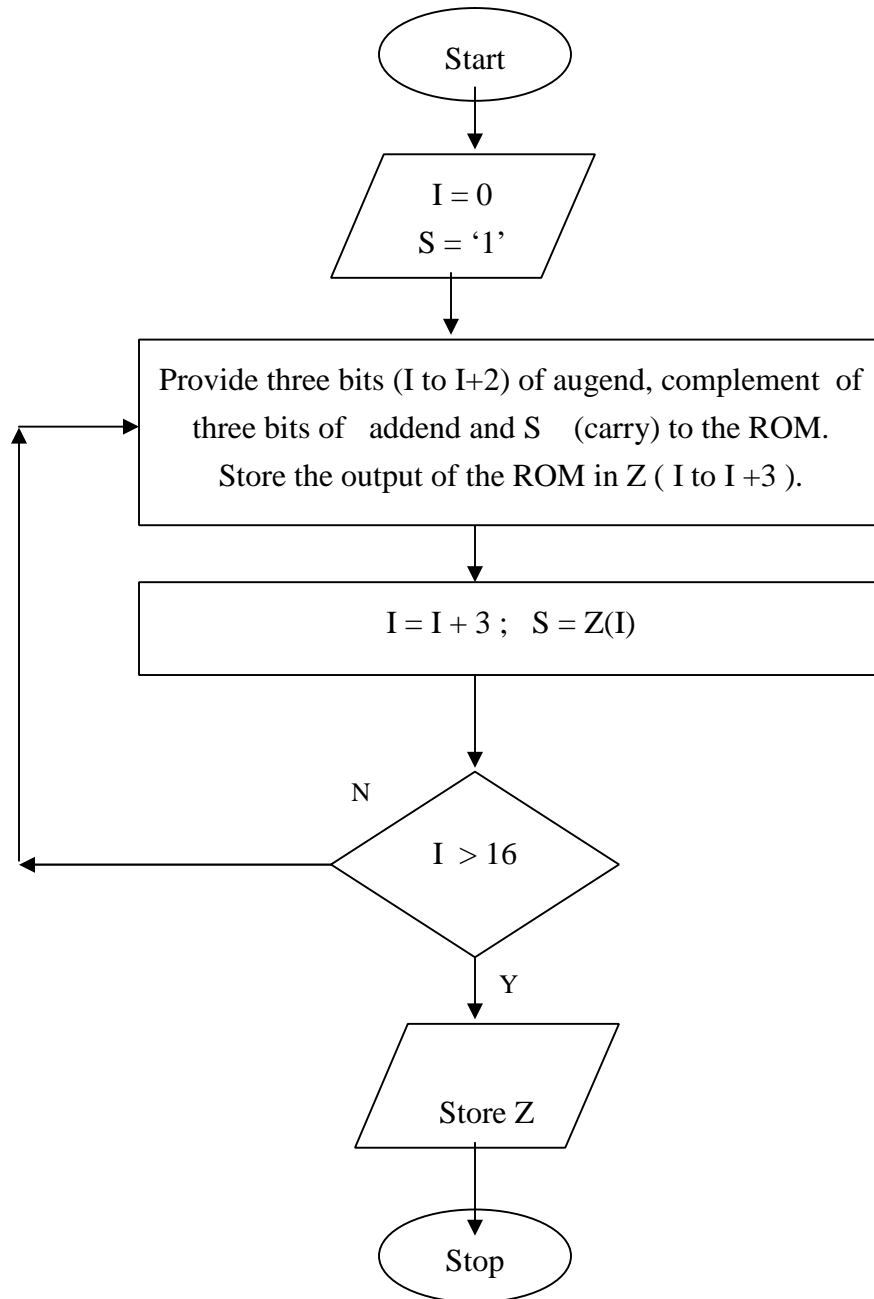 Start
I = 0
S = ‘1’
Provide three bits (I to I+2) of augend, complement of
three bits of addend and S (carry) to the ROM.
Store the output of the ROM in Z ( I to I +3 ).
I = I + 3 ; S = Z(I)
N
I > 16
Y
Store Z
Stop